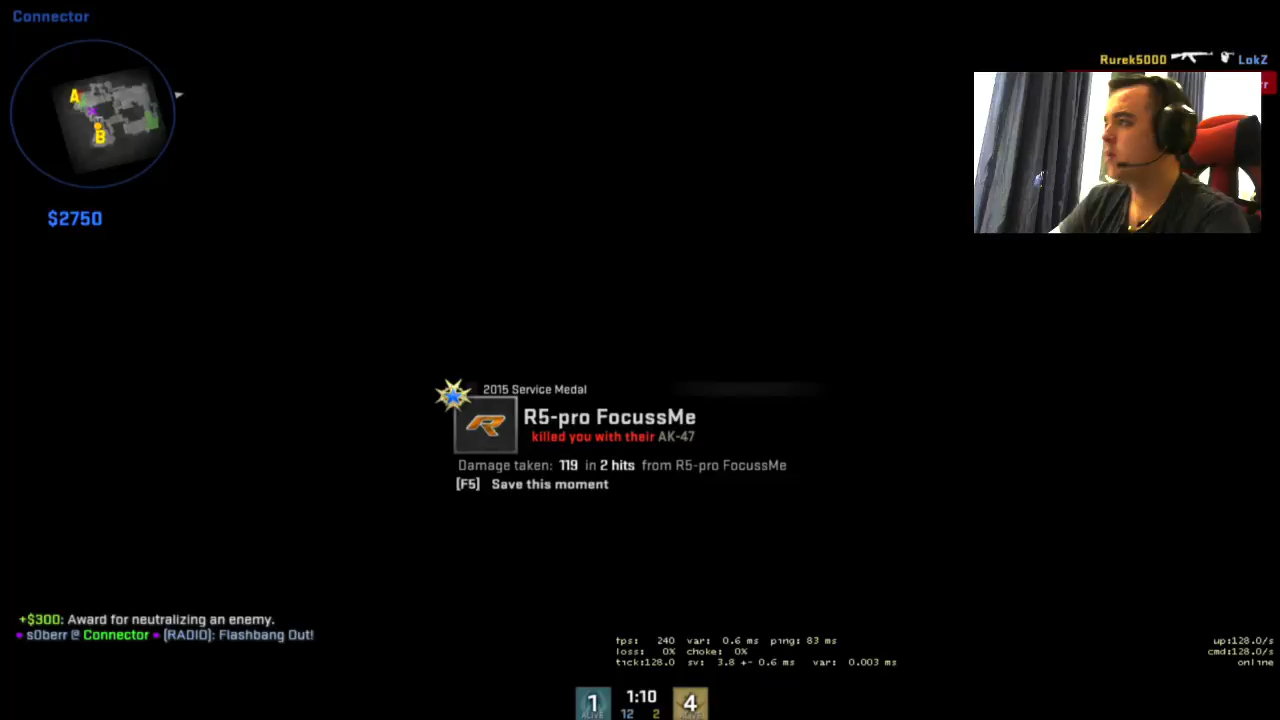 Connector
Rurek5000 LokZ
rr
A
B
$2750
2015 Service Medal
R5-pro FocussMe
killed you with their AK-47
Damage taken: 119 in 2 hits from R5-pro FocussMe
[F5] Save this moment
+$300: Award for neutralizing an enemy.
• s0berr @ Connector • [RADIO]: Flashbang Out!
fps: 240 var: 0.6 ms ping: 83 ms
loss: 0% choke: 0%
tick:128.0 sv: 3.8 +- 0.6 ms var: 0.003 ms
up:128.0/s
cmd:128.0/s
online
1 1:10 4
ALIVE 12 2 ALIVE